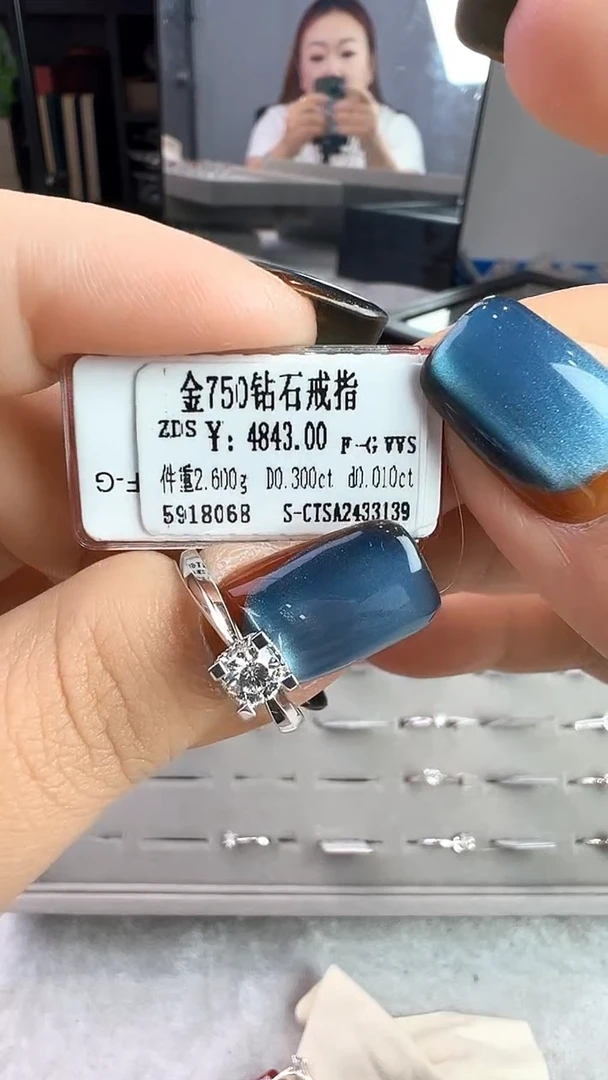 金750钻石戒指
ZDS ¥: 4843.00 F-G VVS
件重2.600g D0.300ct d0.010ct
5918068 S-CTSA2433139
F-G